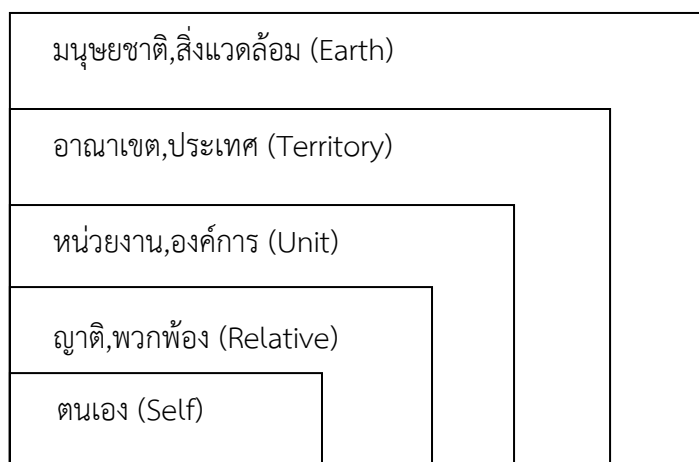 มนุษยชาติ,สิ่งแวดล้อม (Earth)
อาณาเขต,ประเทศ (Territory)
หน่วยงาน,องค์การ (Unit)
ญาติ,พวกพ้อง (Relative)
ตนเอง (Self)